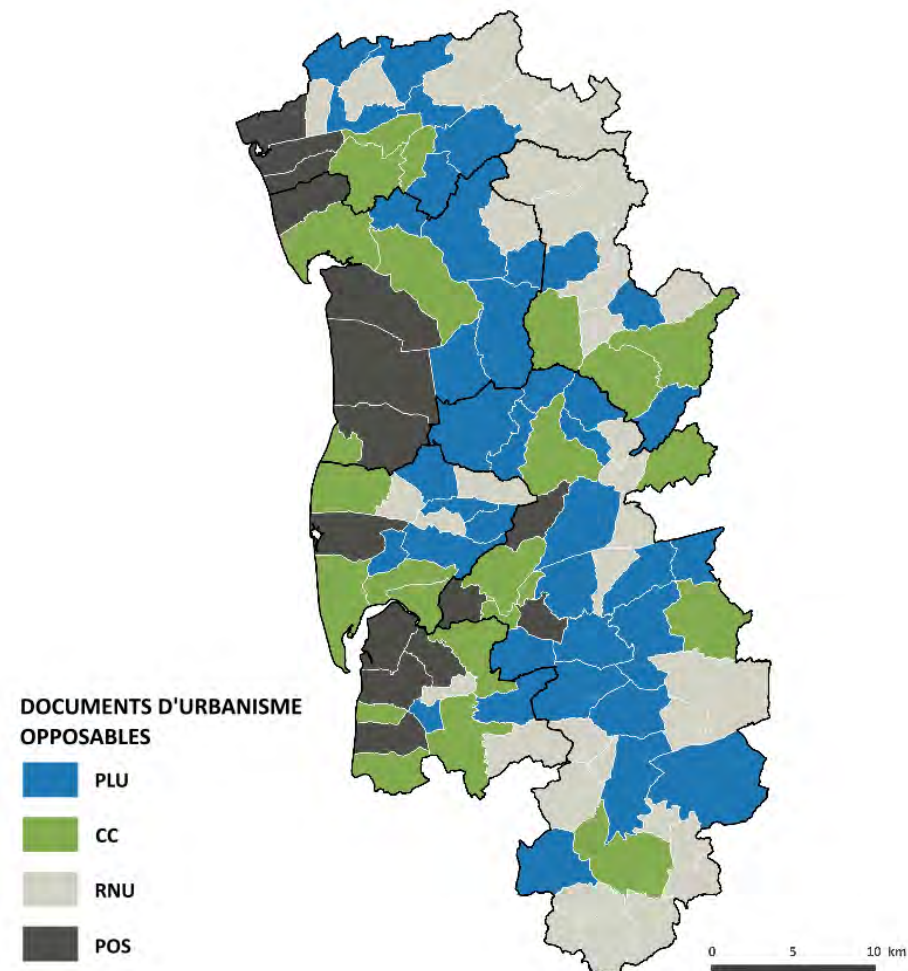 DOCUMENTS D'URBANISME
OPPOSABLES
PLU
CC
RNU
POS
0 5 10 km